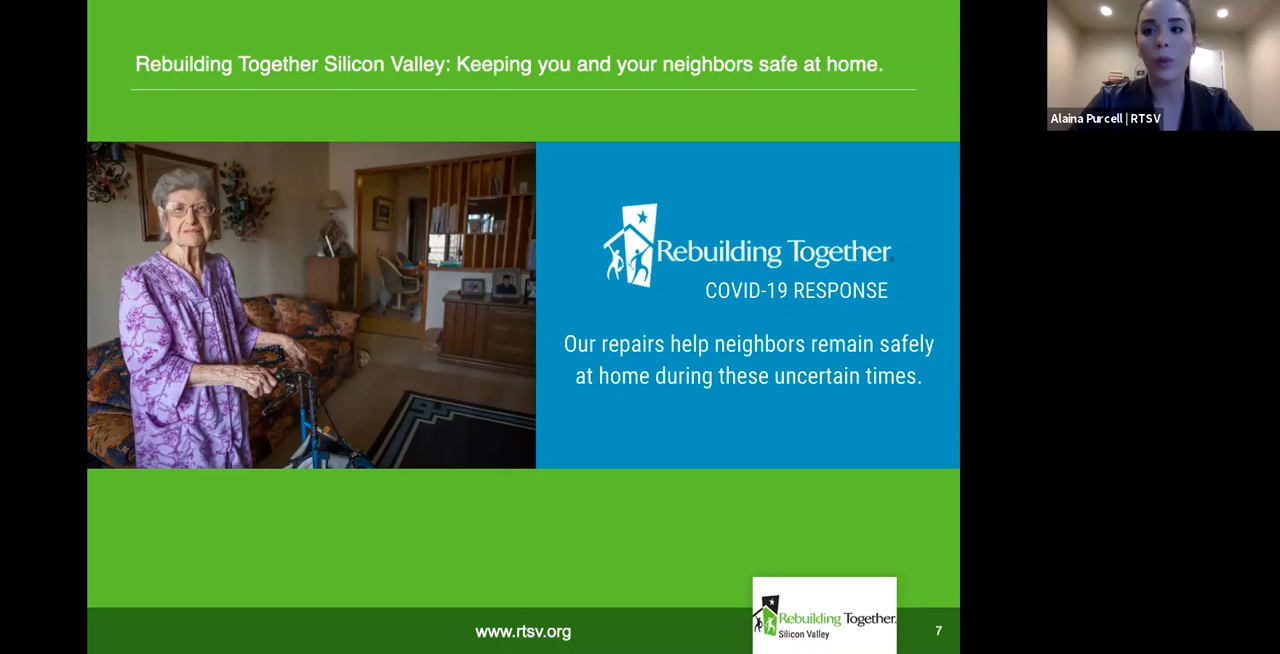 Rebuilding Together Silicon Valley: Keeping you and your neighbors safe at home.
Alaina Purcell | RTSV
Rebuilding Together.
COVID-19 RESPONSE
Our repairs help neighbors remain safely
at home during these uncertain times.
www.rtsv.org
Rebuilding Together.
Silicon Valley
7